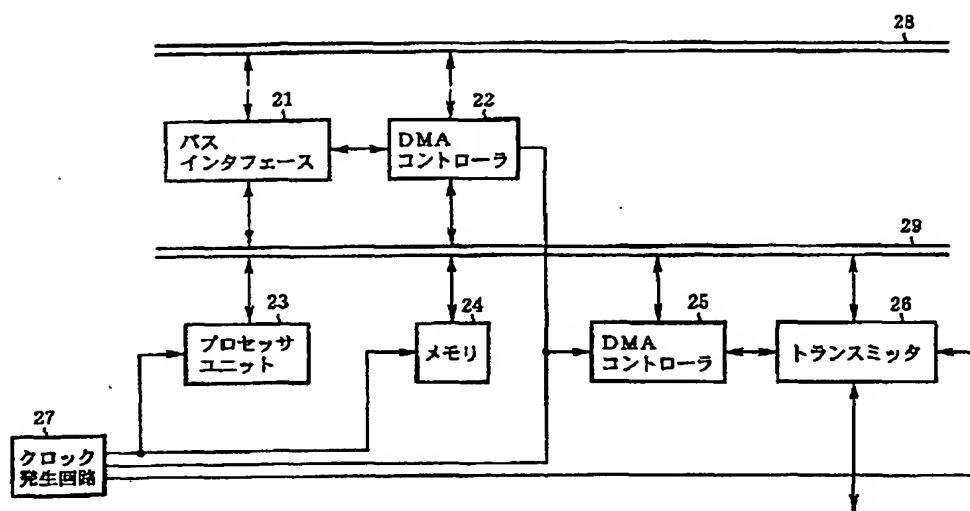 28
21
バス
インタフェース
22
DMA
コントローラ
29
23
プロセッサ
ユニット
24
メモリ
25
DMA
コントローラ
26
トランスミッタ
27
クロック
発生回路